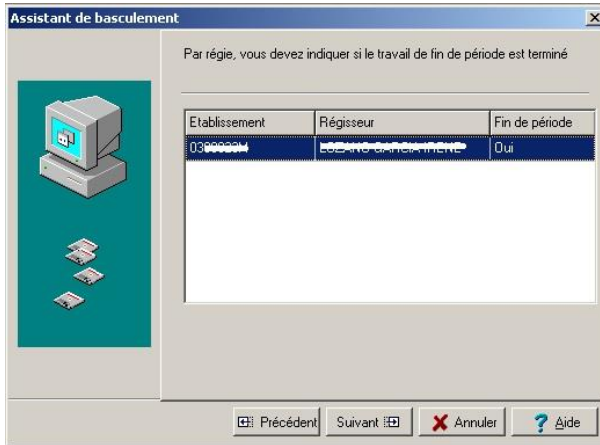 Assistant de basculement
Par régie, vous devez indiquer si le travail de fin de période est terminé
Etablissement Régisseur Fin de période
Oui
Précédent Suivant Annuler Aide